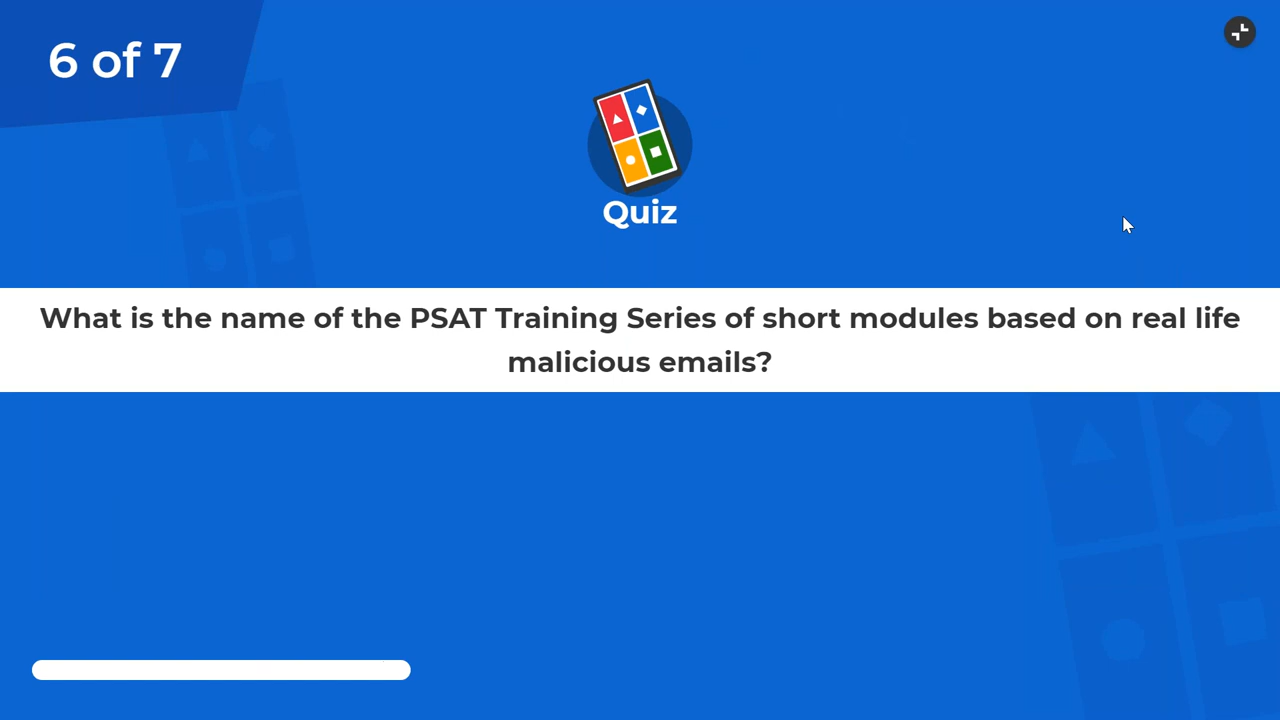 6 of 7
Quiz
What is the name of the PSAT Training Series of short modules based on real life
malicious emails?